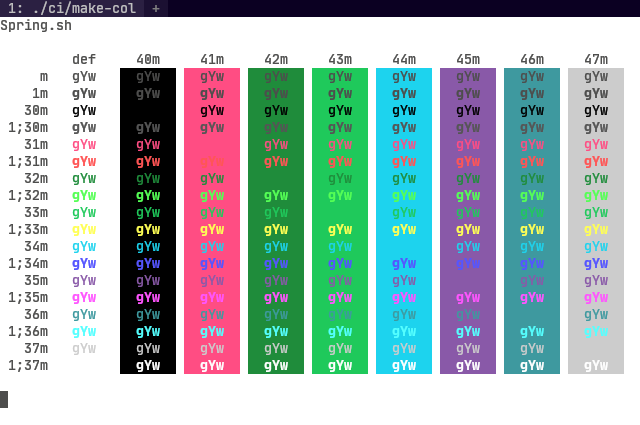 1: ./ci/make-col +
Spring.sh
def 40m 41m 42m 43m 44m 45m 46m 47m
m gYw gYw gYw gYw gYw gYw gYw gYw gYw
1m gYw gYw gYw gYw gYw gYw gYw gYw gYw
30m gYw gYw gYw gYw gYw gYw gYw gYw
1;30m gYw gYw gYw gYw gYw gYw gYw gYw gYw
31m gYw gYw gYw gYw gYw gYw gYw gYw
1;31m gYw gYw gYw gYw gYw gYw gYw gYw gYw
32m gYw gYw gYw gYw gYw gYw gYw gYw
1;32m gYw gYw gYw gYw gYw gYw gYw gYw gYw
33m gYw gYw gYw gYw gYw gYw gYw gYw
1;33m gYw gYw gYw gYw gYw gYw gYw gYw gYw
34m gYw gYw gYw gYw gYw gYw gYw gYw
1;34m gYw gYw gYw gYw gYw gYw gYw gYw gYw
35m gYw gYw gYw gYw gYw gYw gYw gYw
1;35m gYw gYw gYw gYw gYw gYw gYw gYw gYw
36m gYw gYw gYw gYw gYw gYw gYw gYw
1;36m gYw gYw gYw gYw gYw gYw gYw gYw gYw
37m gYw gYw gYw gYw gYw gYw gYw gYw
1;37m gYw gYw gYw gYw gYw gYw gYw gYw